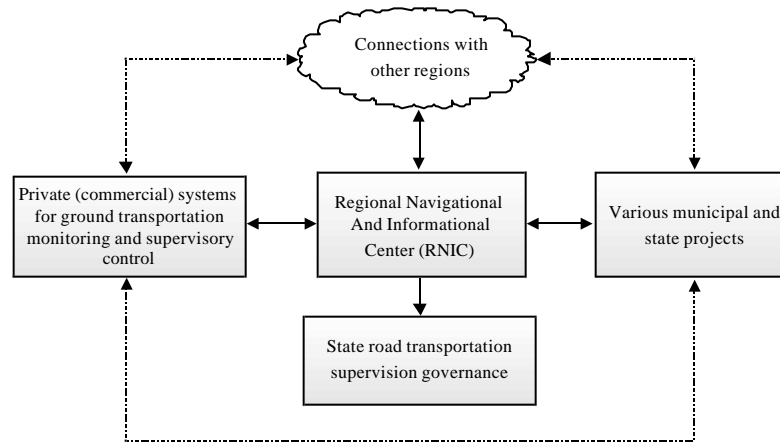 Connections with
other regions
Private (commercial) systems
for ground transportation
monitoring and supervisory
control
Regional Navigational
And Informational
Center (RNIC)
Various municipal and
state projects
State road transportation
supervision governance